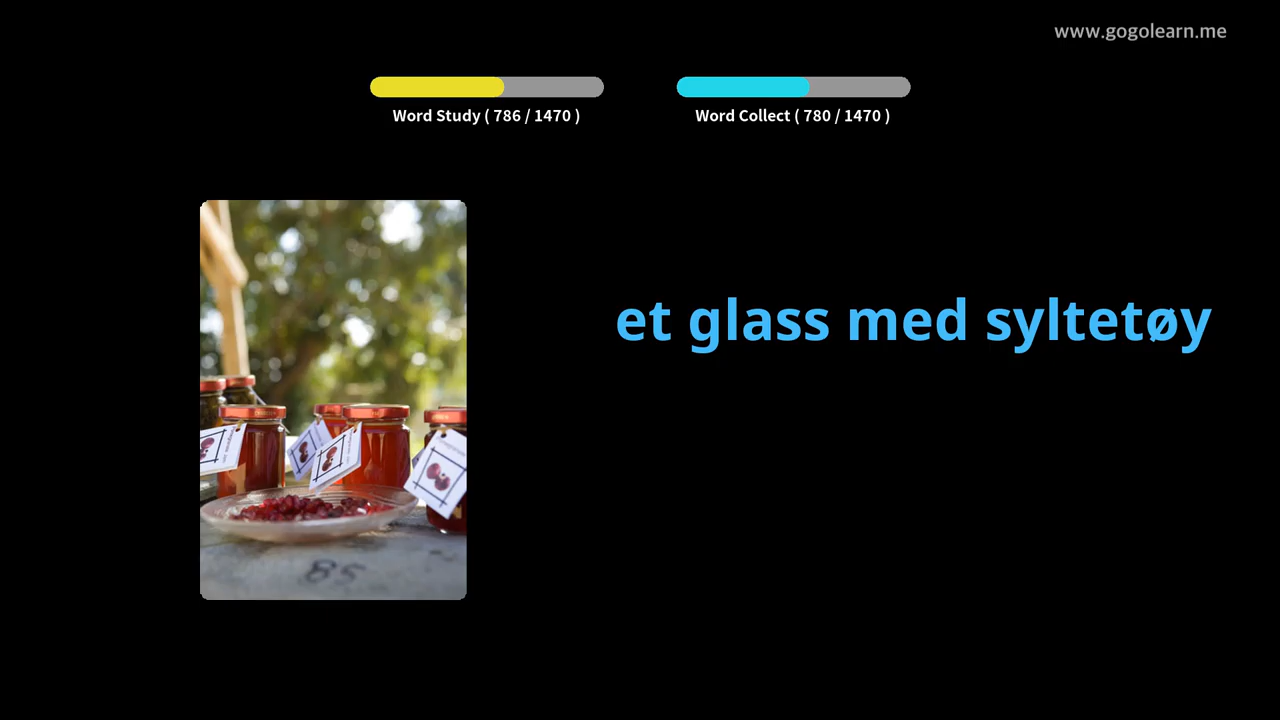 www.gogolearn.me
Word Study ( 786 / 1470 )
Word Collect ( 780 / 1470 )
et glass med syltetøy
85